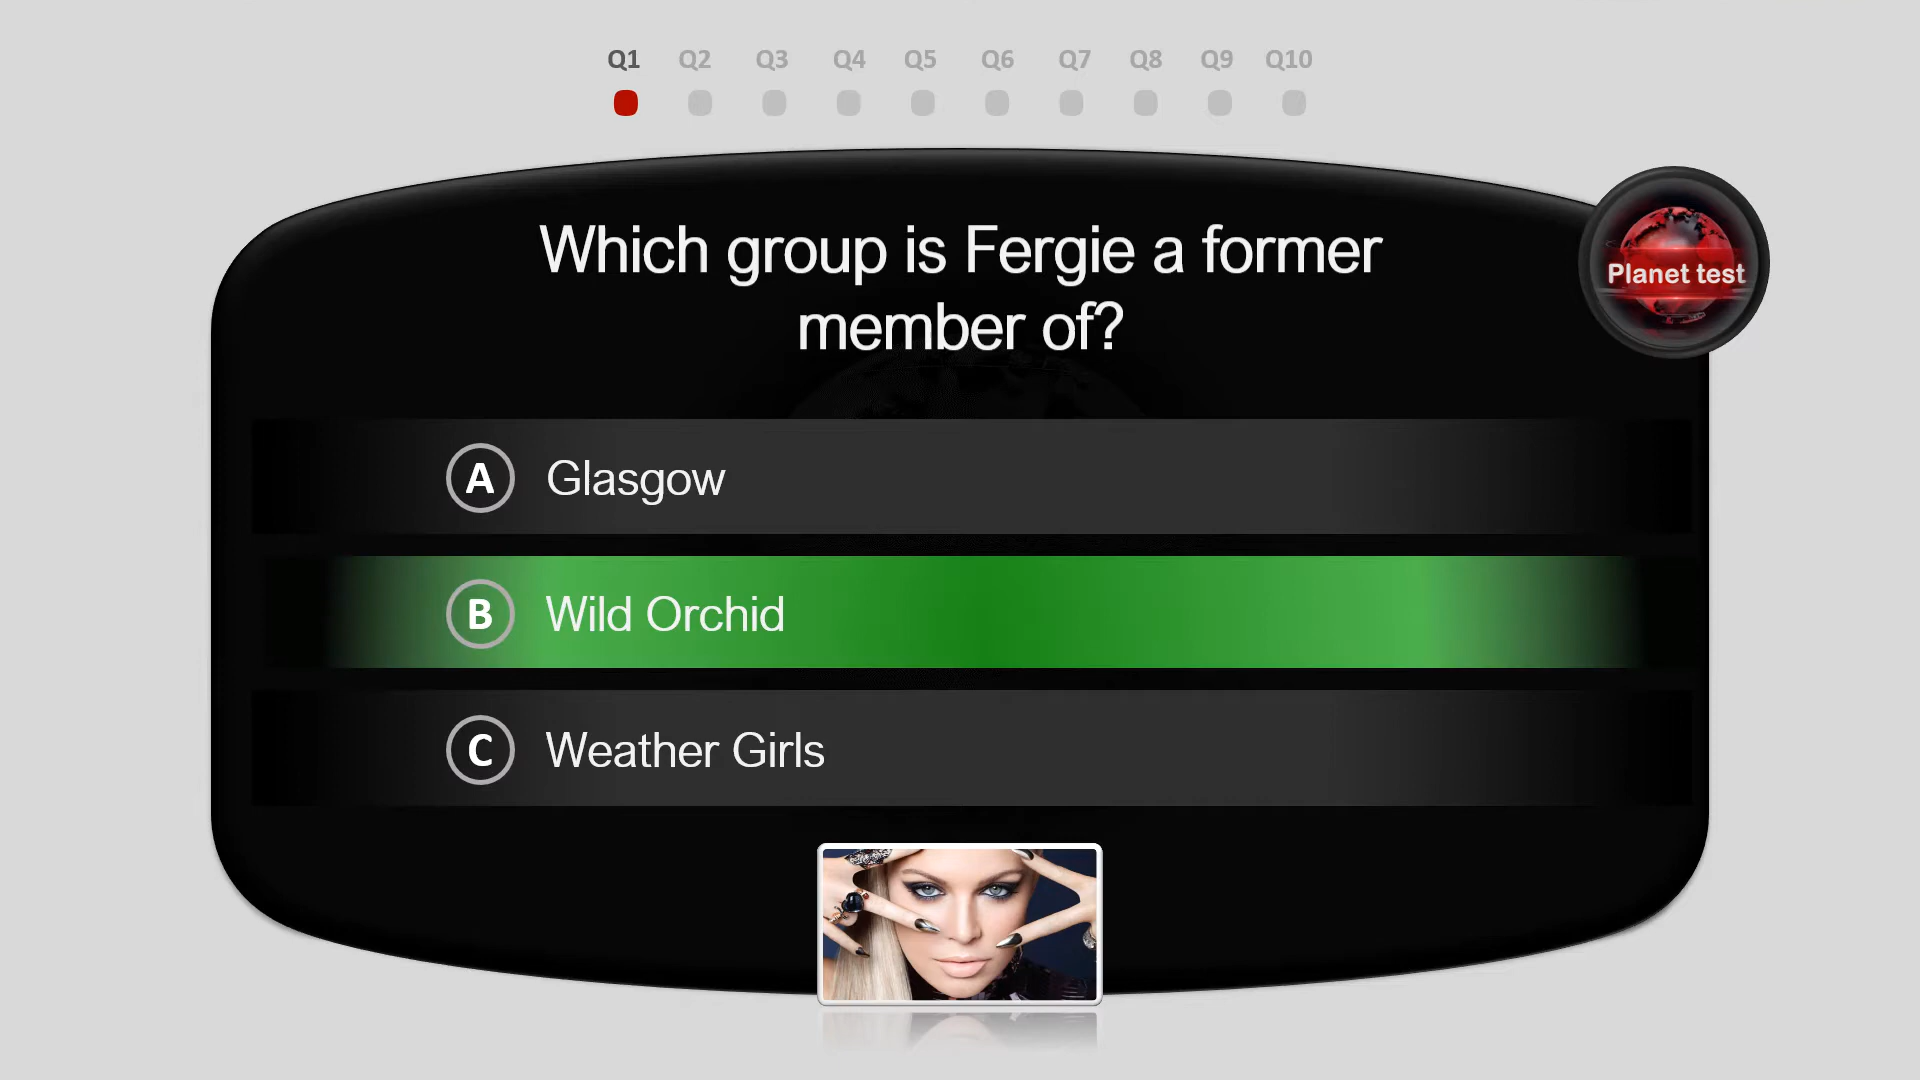 Q1 Q2 Q3 Q4 Q5 Q6 Q7 Q8 Q9 Q10
Which group is Fergie a former
member of?
Planet test
A Glasgow
B Wild Orchid
C Weather Girls